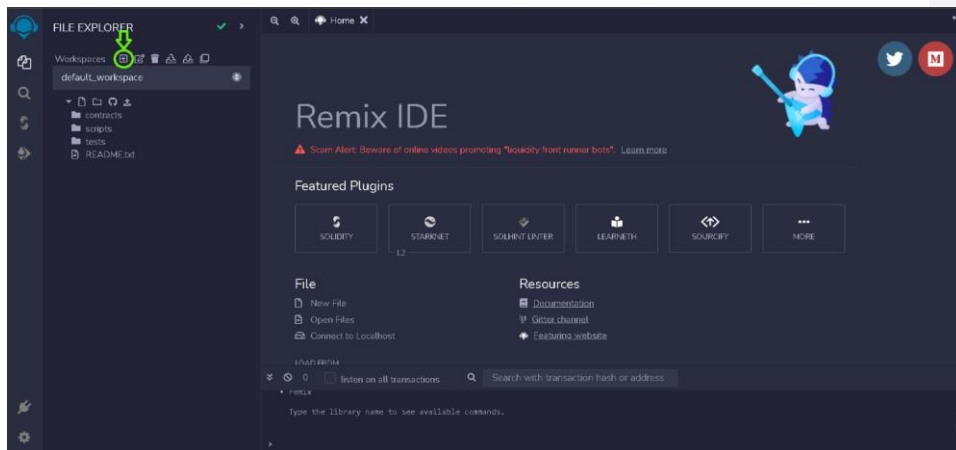 FILE EXPLORER
Home
Workspaces
default_workspace
contracts
scripts
tests
README.txt
M
Remix IDE
Scam Alert: Beware of online videos promoting "liquidity front runner bots". Learn more
Featured Plugins
SOLIDITY
STARKNET
SOLHINT LINTER
LEARNETH
SOURCIFY
MORE
L2
File
Resources
New File
Documentation
Open Files
Gitter channel
Connect to Localhost
Featuring website
LOAD FROM
0
listen on all transactions
Search with transaction hash or address
• remix
Type the library name to see available commands.
>